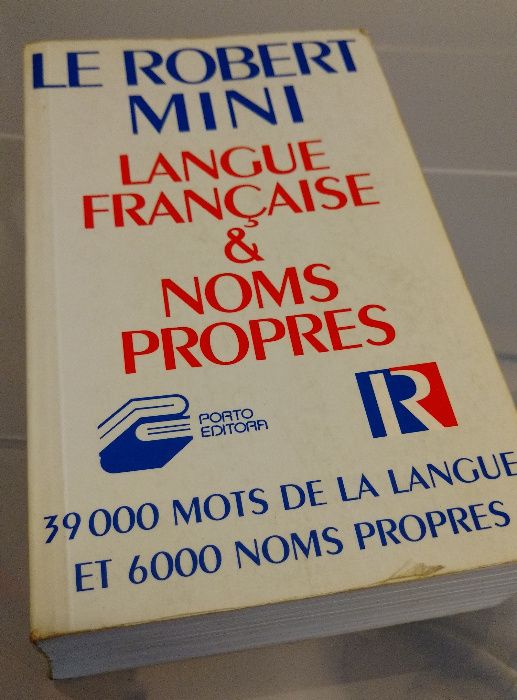 LE ROBERT
MINI
LANGUE
FRANÇAISE
&
NOMS
PROPRES
PORTO
EDITORA
R
39 000 MOTS DE LA LANGUE
ET 6000 NOMS PROPRES